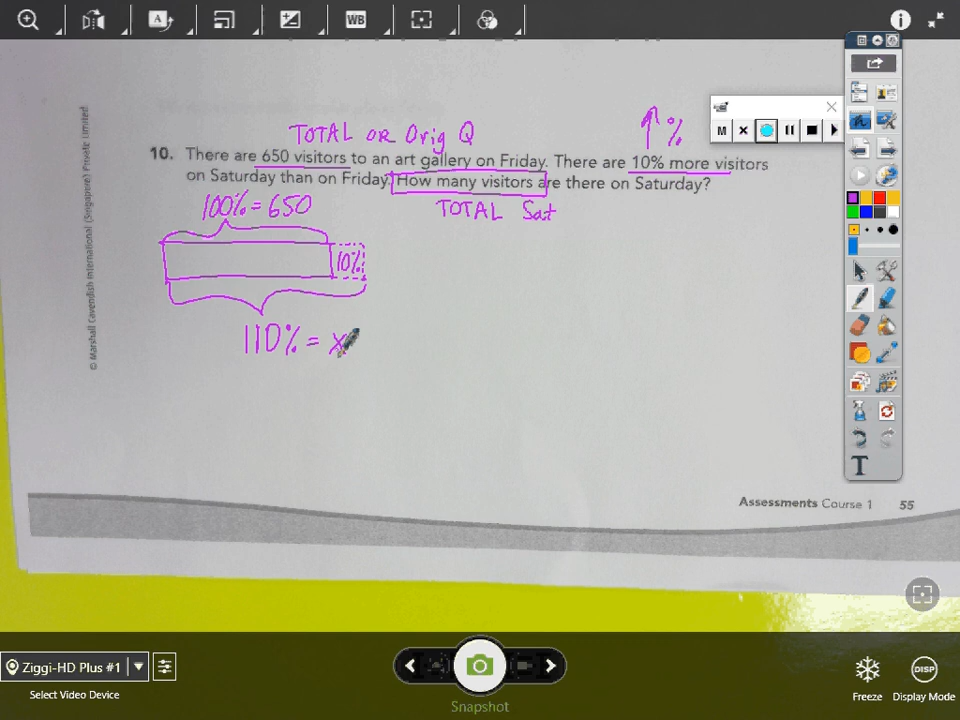 WB
M
TOTAL OR Orig Q
↑ %
10. There are 650 visitors to an art gallery on Friday. There are 10% more visitors
on Saturday than on Friday. How many visitors are there on Saturday?
100% = 650
TOTAL Sat
10%
110% = x
© Marshall Cavendish International (Singapore) Private Limited
T
Assessments Course 1 55
Ziggi-HD Plus #1
Select Video Device
Snapshot
Freeze
DISP
Display Mode